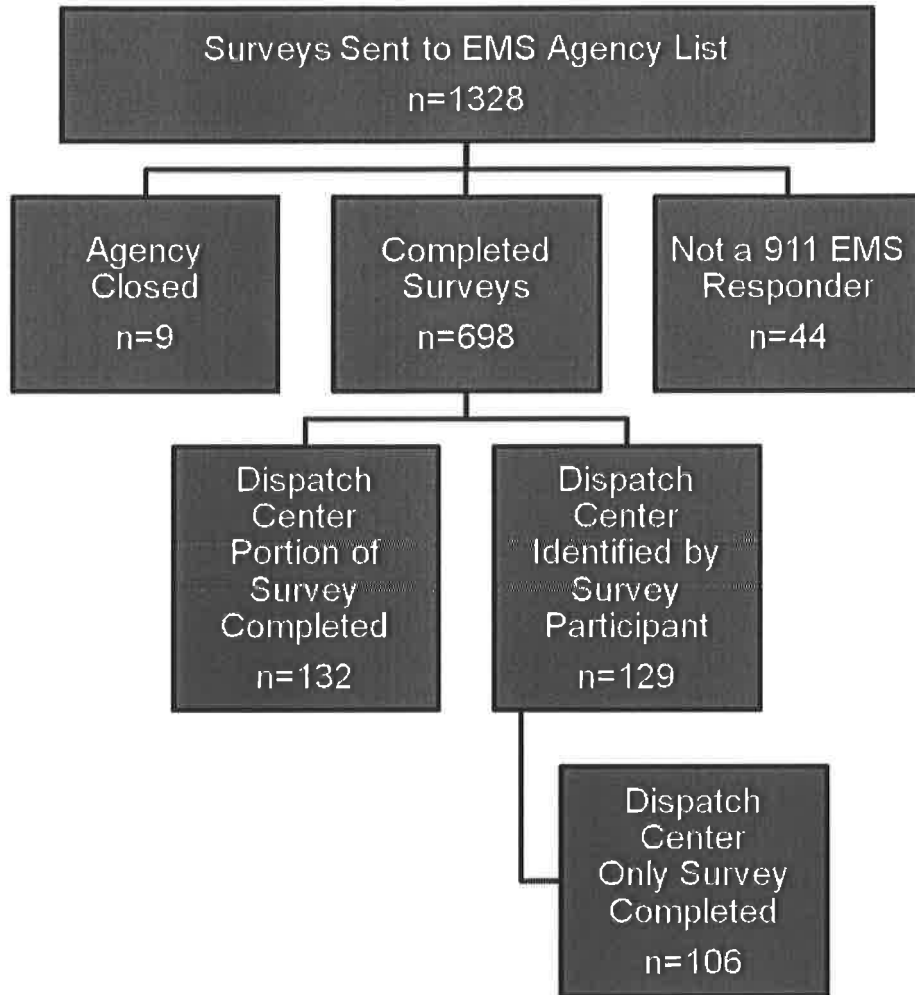 Surveys Sent to EMS Agency List
n=1328
Agency
Closed
n=9
Completed
Surveys
n=698
Not a 911 EMS
Responder
n=44
Dispatch
Center
Portion of
Survey
Completed
n=132
Dispatch
Center
Identified by
Survey
Participant
n=129
Dispatch
Center
Only Survey
Completed
n=106